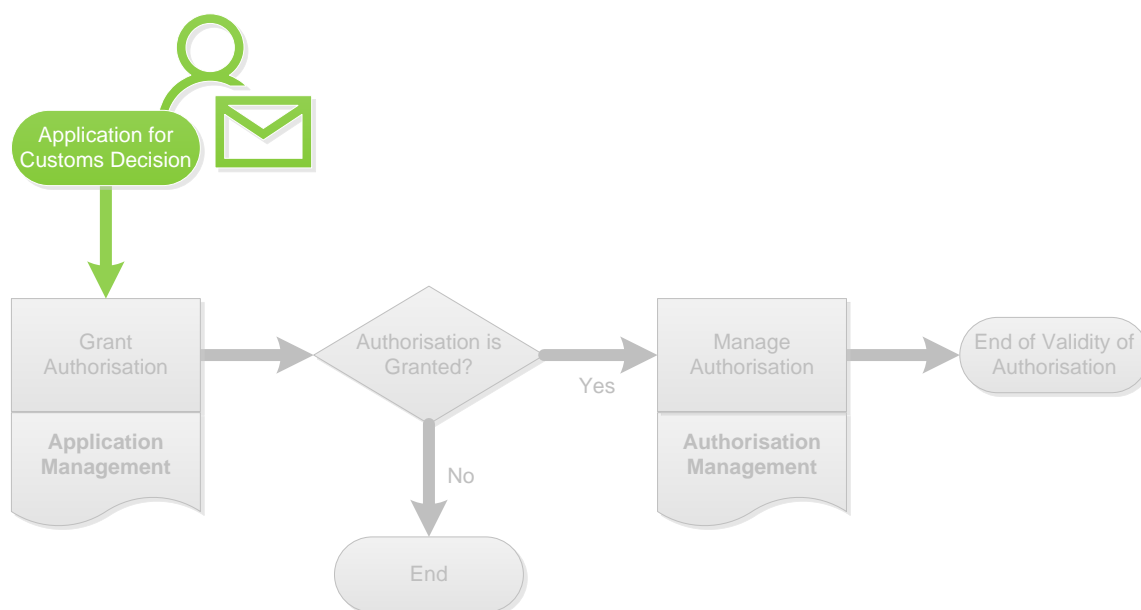 Application for
Customs Decision
Grant
Authorisation
Application
Management
Authorisation is
Granted?
Yes
No
End
Manage
Authorisation
Authorisation
Management
End of Validity of
Authorisation